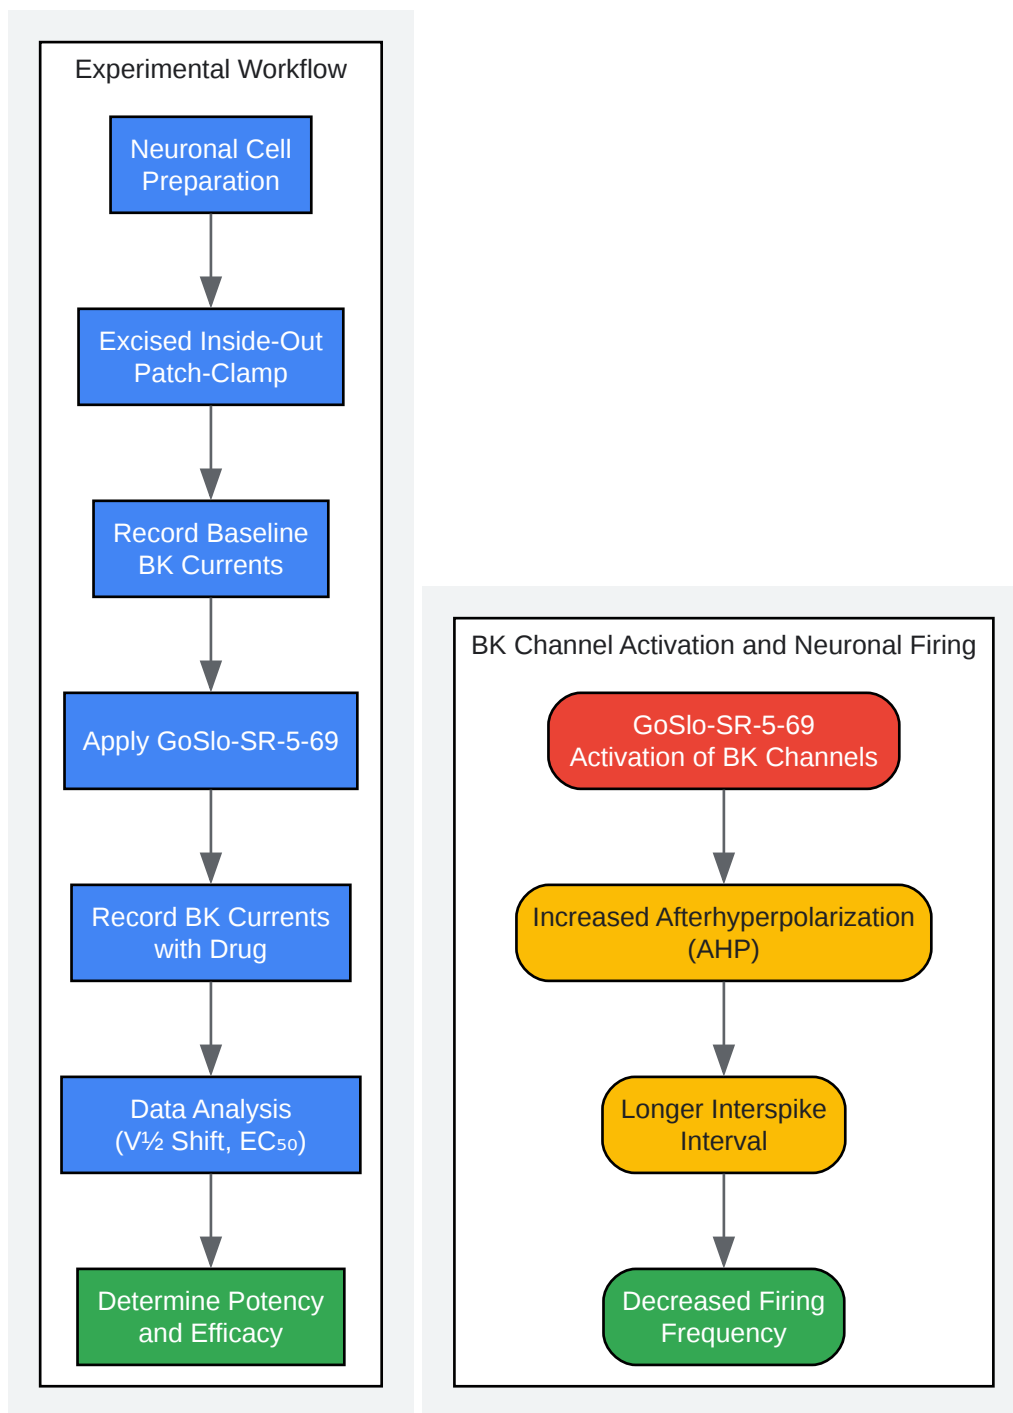 Experimental Workflow
Neuronal Cell
Preparation
Excised Inside-Out
Patch-Clamp
Record Baseline
BK Currents
Apply GoSlo-SR-5-69
Record BK Currents
with Drug
Data Analysis
(V½ Shift, EC₅₀)
Determine Potency
and Efficacy
BK Channel Activation and Neuronal Firing
GoSlo-SR-5-69
Activation of BK Channels
Increased Afterhyperpolarization
(AHP)
Longer Interspike
Interval
Decreased Firing
Frequency